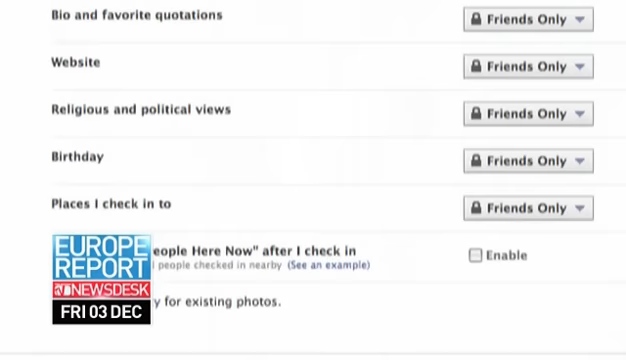 Bio and favorite quotations
Friends Only
Website
Friends Only
Religious and political views
Friends Only
Birthday
Friends Only
Places I check in to
Friends Only
eople Here Now" after I check in
Enable
people checked in nearby (See an example)
y for existing photos.
EUROPE
REPORT
NEWSDESK
FRI 03 DEC